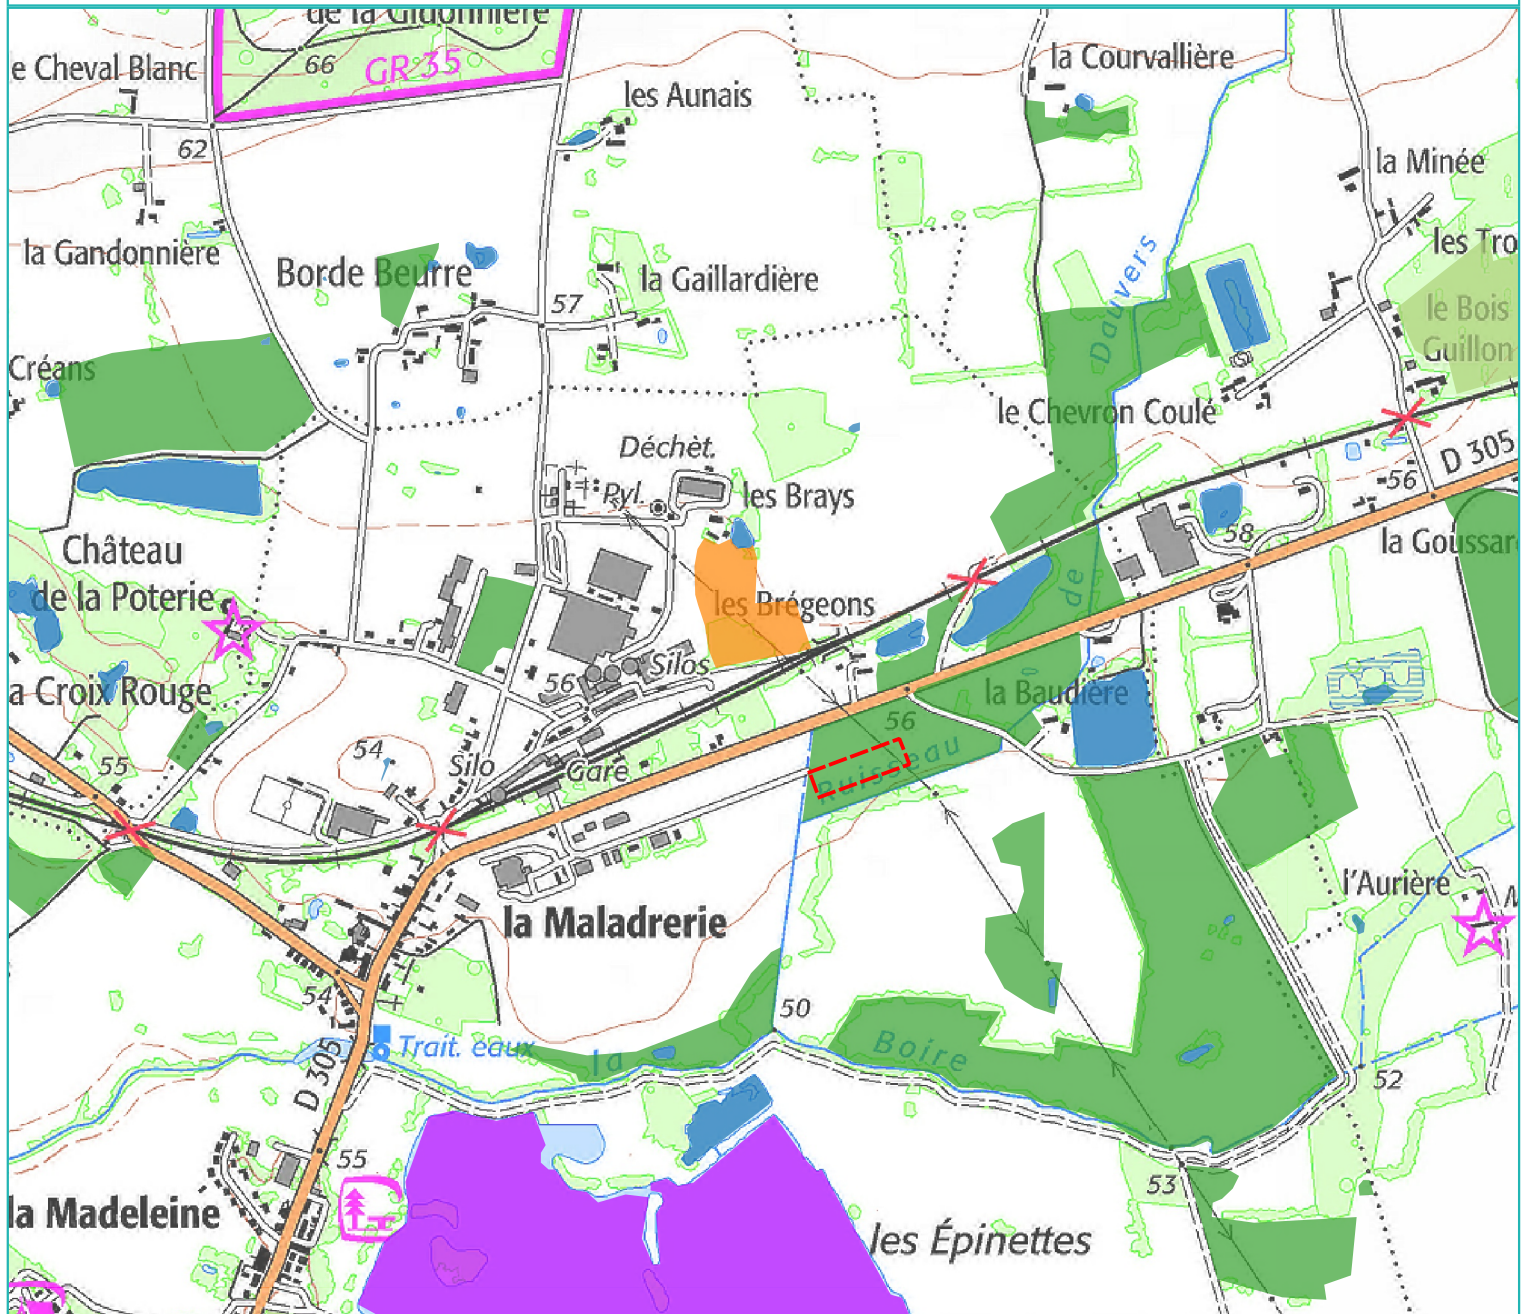 de la Gidonnière
66
GR 35
e Cheval Blanc
les Aunais
la Courvallière
62
la Minée
la Gandonnière
Borde Beurre
la Gaillardière
57
Dauvers
les Tro
le Bois
Guillon
Créans
le Chevron Coulé
Déchèt.
Pyl.
les Brays
D 305
56
58
la Goussar
Château
de la Poterie
les Brégeons
de
Silos
56
a Croix Rouge
la Baudière
56
54
55
Silo
Gare
Ruisseau
l'Aurière
M
la Maladrerie
54
50
Trait. eaux
la
Boire
D 305
52
55
53
la Madeleine
les Épinettes